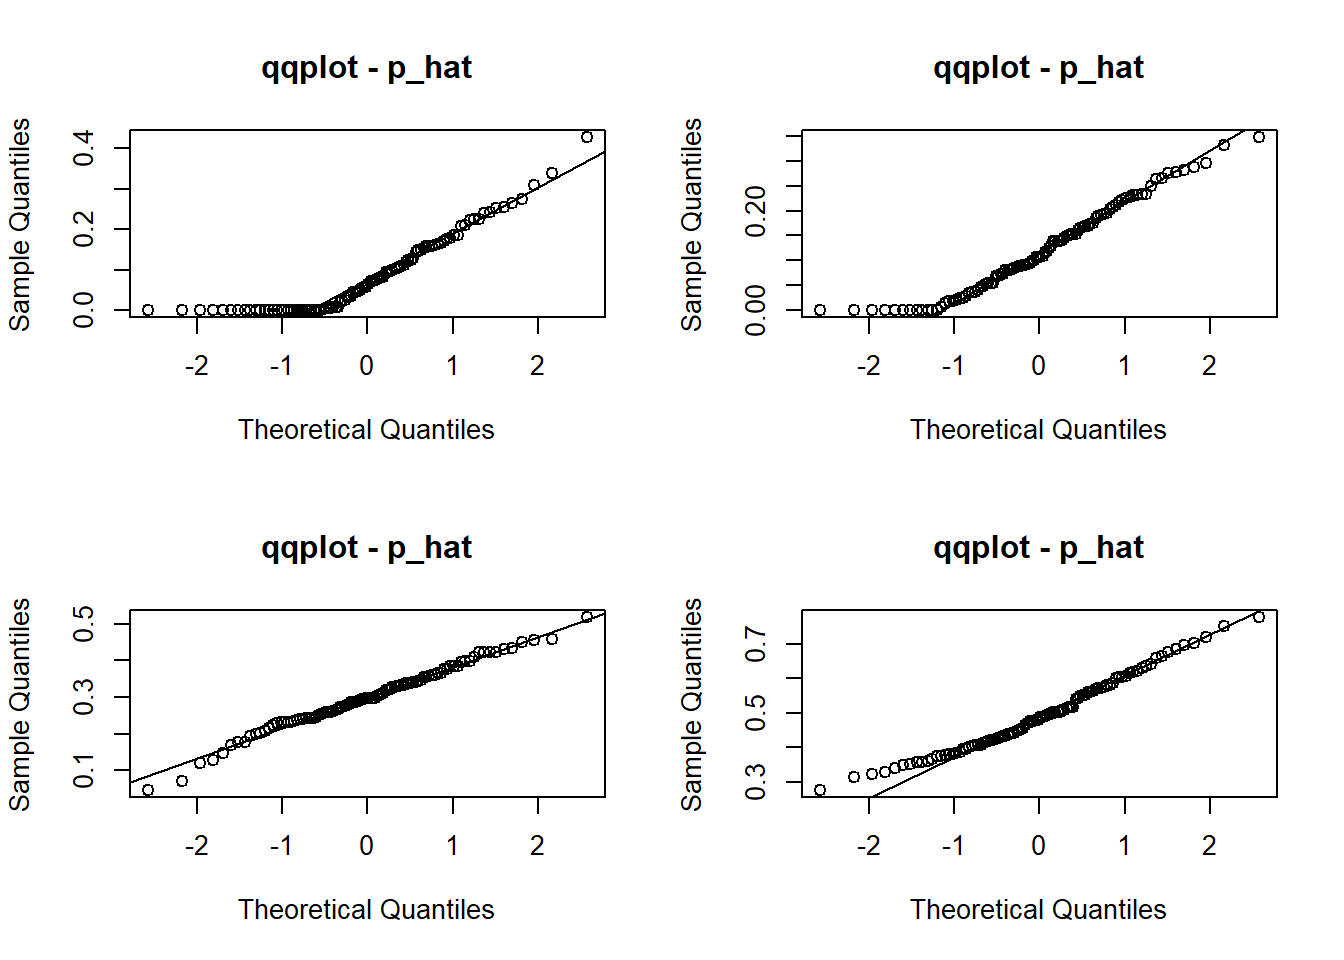 qqplot - p_hat
Sample Quantiles
0.4
0.2
0.0
-2 -1 0 1 2
Theoretical Quantiles
qqplot - p_hat
Sample Quantiles
0.20
0.00
-2 -1 0 1 2
Theoretical Quantiles
qqplot - p_hat
Sample Quantiles
0.5
0.3
0.1
-2 -1 0 1 2
Theoretical Quantiles
qqplot - p_hat
Sample Quantiles
0.7
0.5
0.3
-2 -1 0 1 2
Theoretical Quantiles